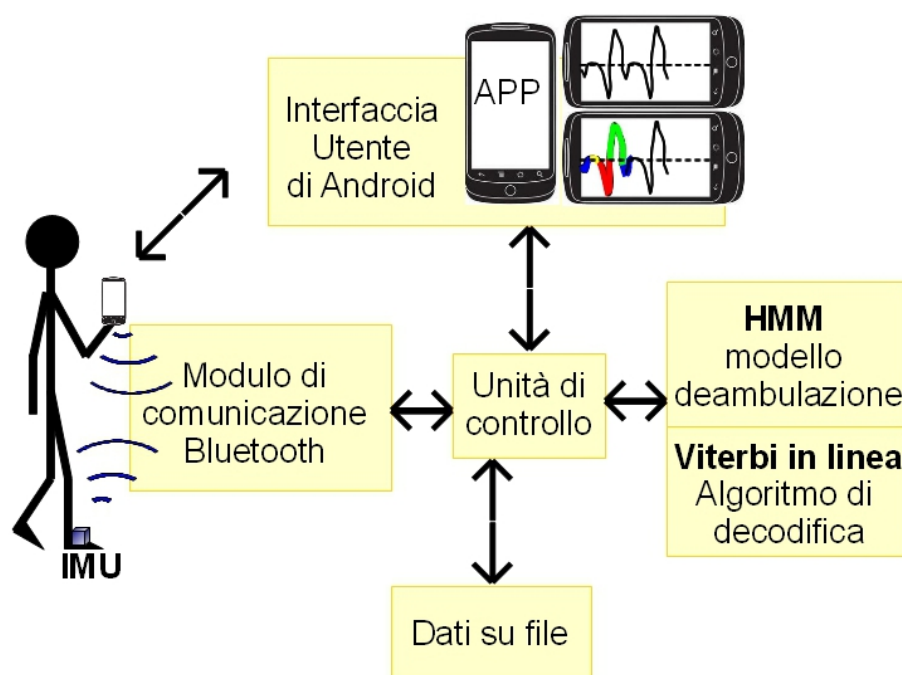 APP
Interfaccia
Utente
di Android
HMM
modello
deambulazione
Modulo di
comunicazione
Bluetooth
Unità di
controllo
Viterbi in linea
Algoritmo di
decodifica
IMU
Dati su file